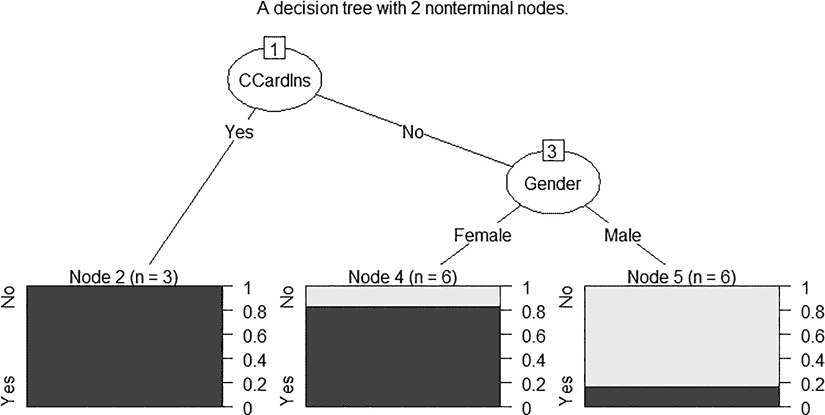 A decision tree with 2 nonterminal nodes.
1
CCardIns
Yes
No
3
Gender
Female
Male
Node 2 (n = 3)
No
Yes
1
0.8
0.6
0.4
0.2
0
Node 4 (n = 6)
No
Yes
1
0.8
0.6
0.4
0.2
0
Node 5 (n = 6)
No
Yes
1
0.8
0.6
0.4
0.2
0